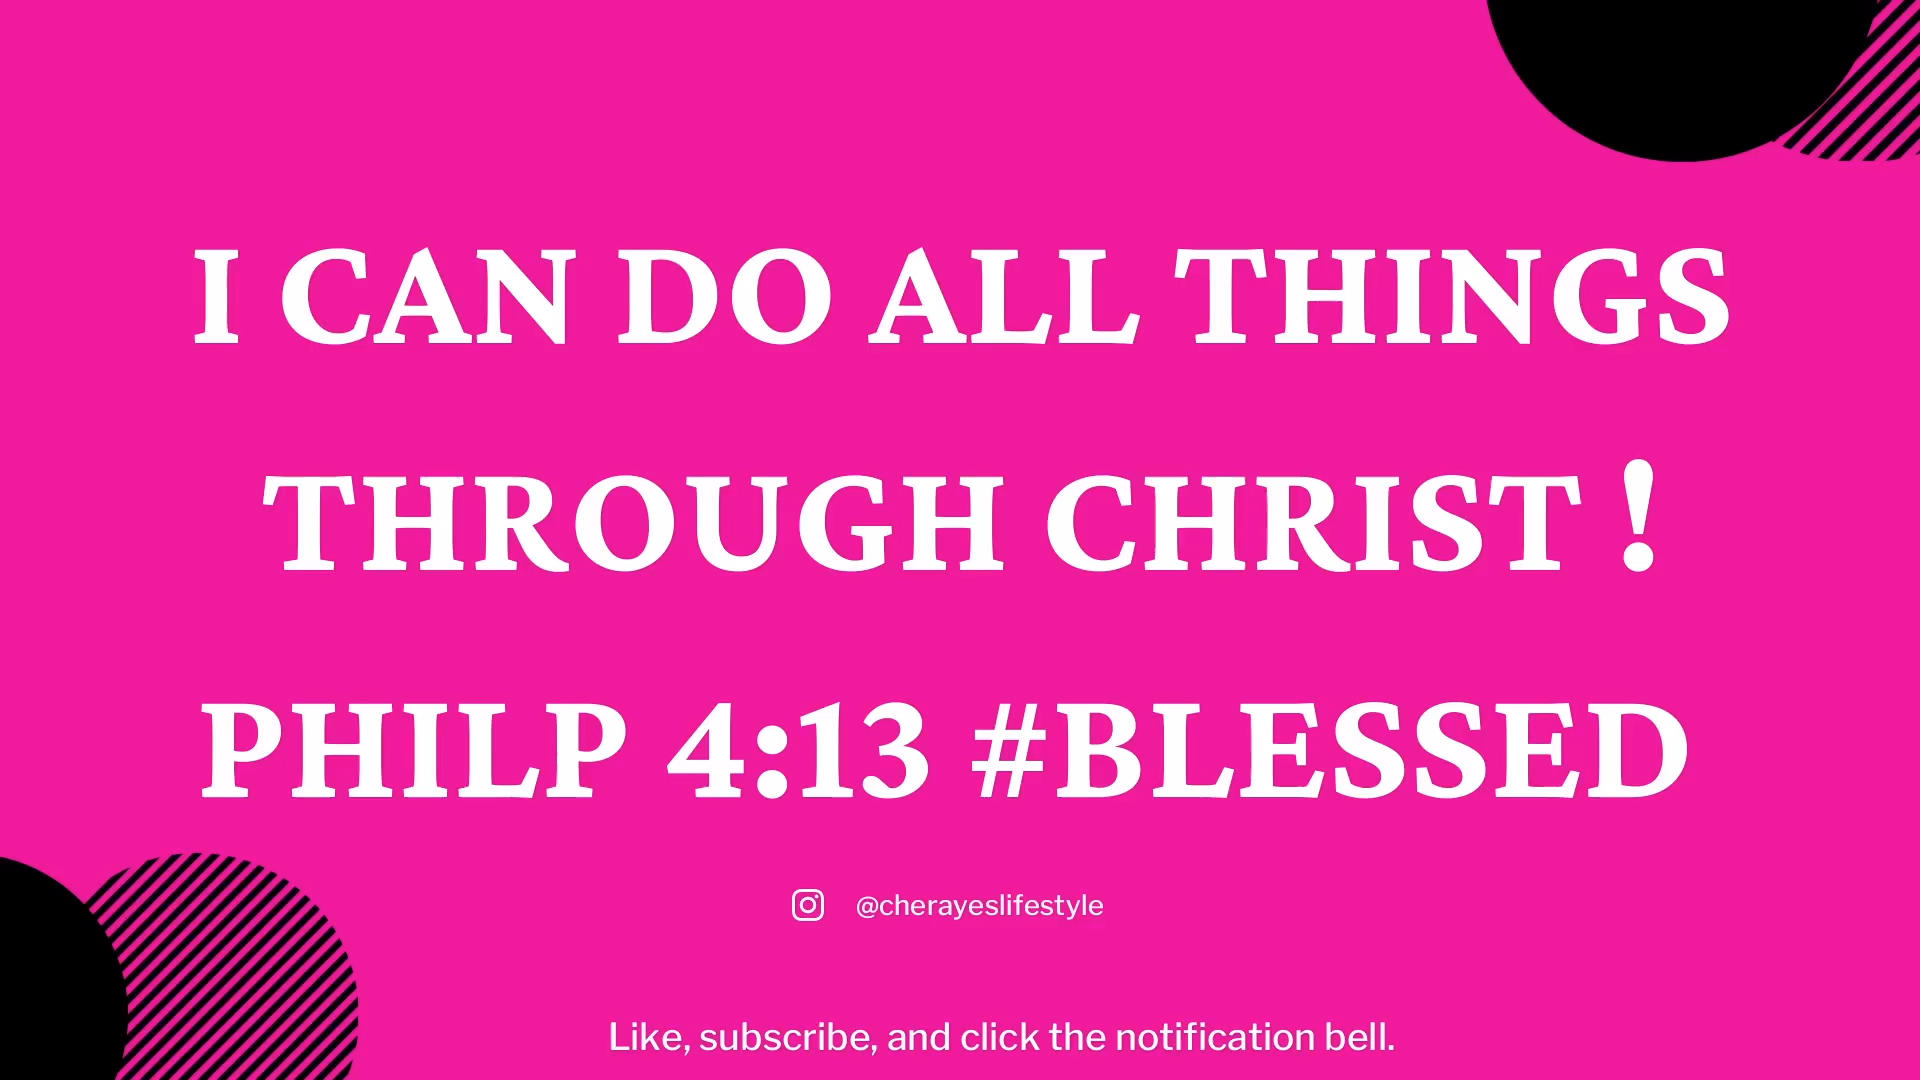 I CAN DO ALL THINGS
THROUGH CHRIST !
PHILP 4:13 #BLESSED
@cherayeslifestyle
Like, subscribe, and click the notification bell.